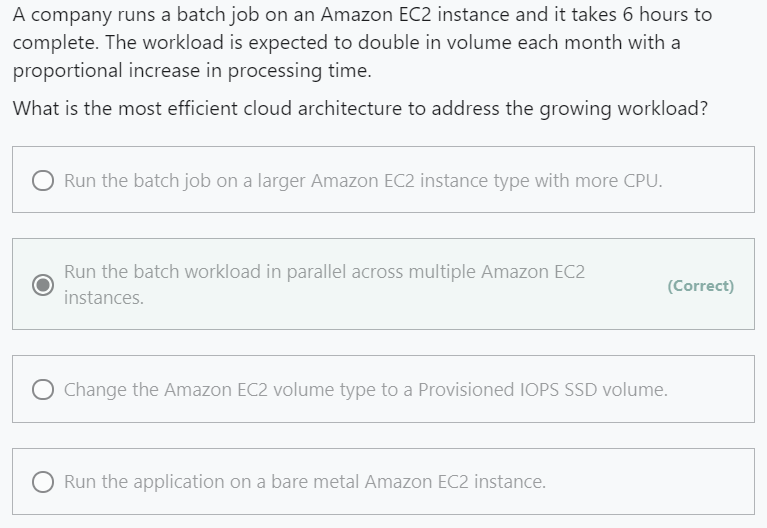 A company runs a batch job on an Amazon EC2 instance and it takes 6 hours to
complete. The workload is expected to double in volume each month with a
proportional increase in processing time.
What is the most efficient cloud architecture to address the growing workload?
Run the batch job on a larger Amazon EC2 instance type with more CPU.
Run the batch workload in parallel across multiple Amazon EC2
instances.
(Correct)
Change the Amazon EC2 volume type to a Provisioned IOPS SSD volume.
Run the application on a bare metal Amazon EC2 instance.